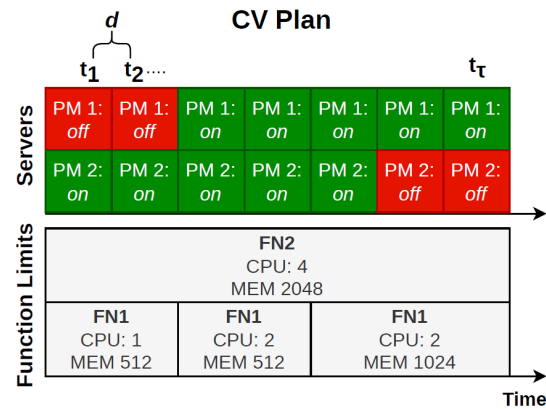 CV Plan
d
t1 t2.... tτ
Servers
PM 1: PM 1: PM 1: PM 1: PM 1: PM 1: PM 1:
off off on on on on on
PM 2: PM 2: PM 2: PM 2: PM 2: PM 2: PM 2:
on on on on on off off
Function Limits
FN2
CPU: 4
MEM 2048
FN1 FN1 FN1
CPU: 1 CPU: 2 CPU: 2
MEM 512 MEM 512 MEM 1024
Time